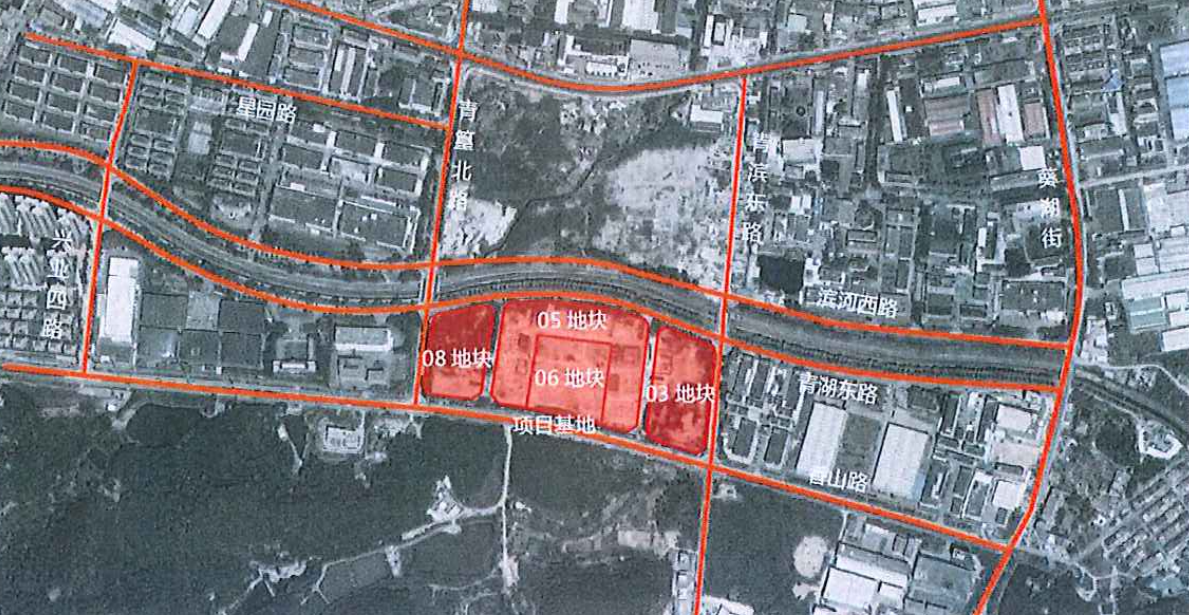 星园路
青篁北路
青滨东路
葵湖街
兴业西路
滨河西路
05 地块
08 地块
06 地块
03 地块
青湖东路
项目基地
香山路